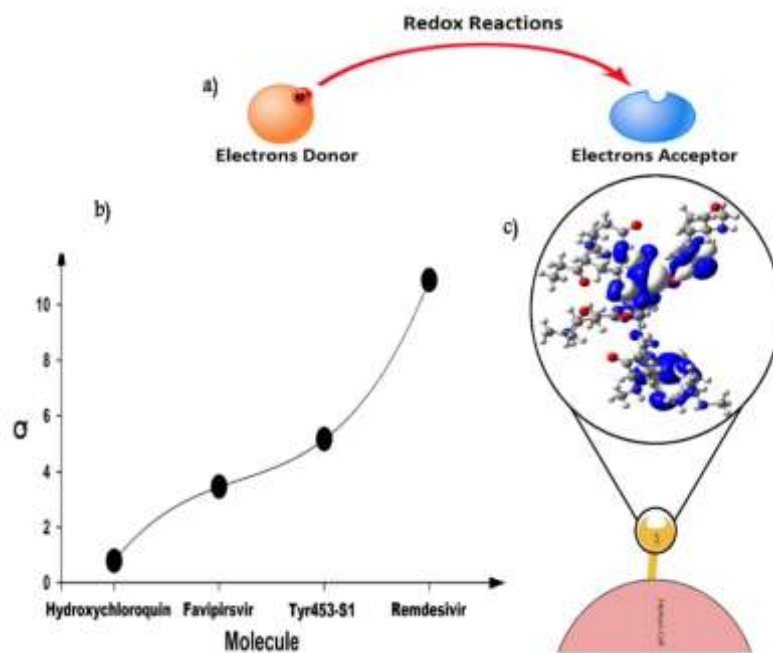 Redox Reactions
a)
Electrons Donor
Electrons Acceptor
b)
c)
10
8
6
4
2
0
σ
Hydroxychloroquin
Favipirsvir
Tyr453-S1
Remdesivir
Molecule